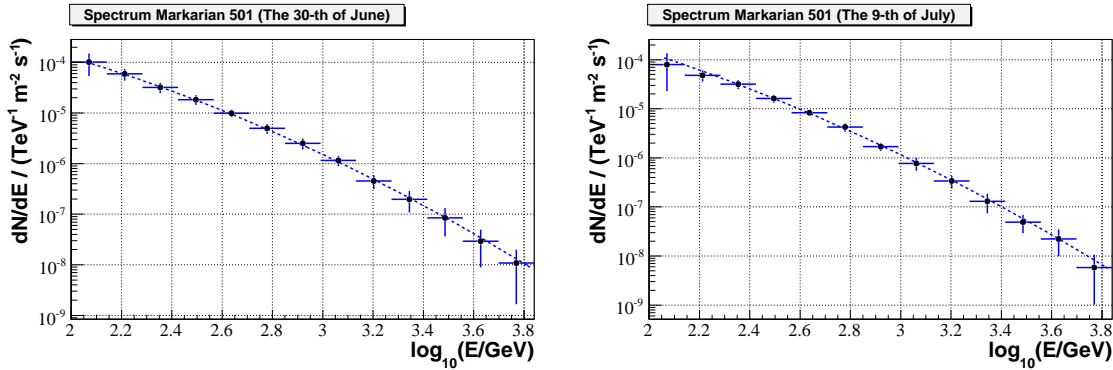 Spectrum Markarian 501 (The 30-th of June)
dN/dE / (TeV⁻¹ m⁻² s⁻¹)
10⁻⁴
10⁻⁵
10⁻⁶
10⁻⁷
10⁻⁸
10⁻⁹
2 2.2 2.4 2.6 2.8 3 3.2 3.4 3.6 3.8
log₁₀(E/GeV)
Spectrum Markarian 501 (The 9-th of July)
dN/dE / (TeV⁻¹ m⁻² s⁻¹)
10⁻⁴
10⁻⁵
10⁻⁶
10⁻⁷
10⁻⁸
10⁻⁹
2 2.2 2.4 2.6 2.8 3 3.2 3.4 3.6 3.8
log₁₀(E/GeV)